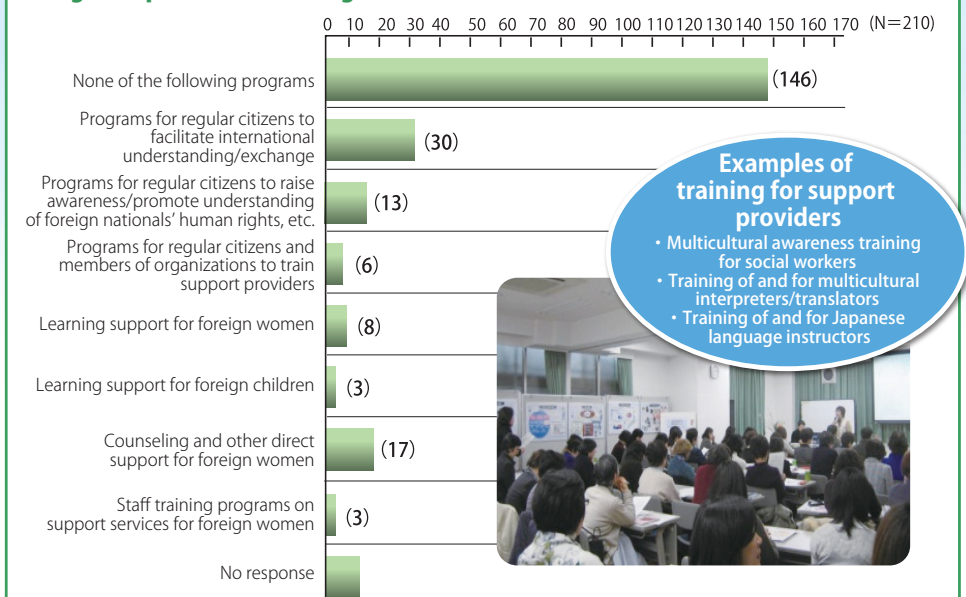 0 10 20 30 40 50 60 70 80 90 100 110 120 130 140 150 160 170 (N=210)
None of the following programs (146)
Programs for regular citizens to
facilitate international
understanding/exchange (30)
Programs for regular citizens to raise
awareness/promote understanding
of foreign nationals' human rights, etc. (13)
Programs for regular citizens and
members of organizations to train
support providers (6)
Learning support for foreign women (8)
Learning support for foreign children (3)
Counseling and other direct
support for foreign women (17)
Staff training programs on
support services for foreign women (3)
No response
Examples of
training for support
providers
・Multicultural awareness training
for social workers
・Training of and for multicultural
interpreters/translators
・Training of and for Japanese
language instructors